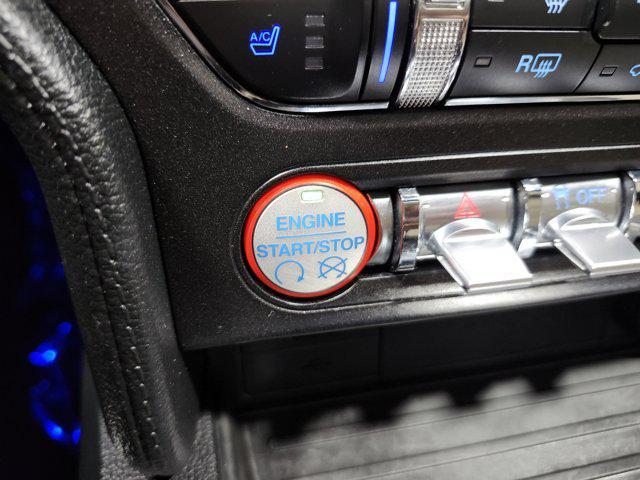 A/C
R
ENGINE
START/STOP
OFF